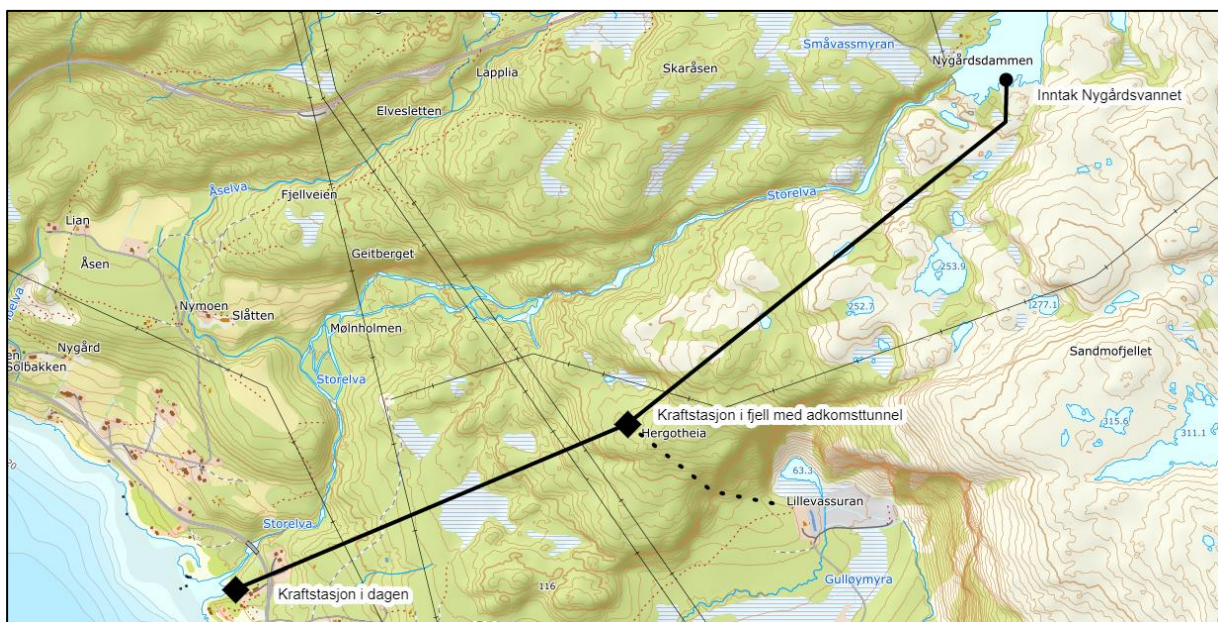 Småvassmyran
Nygårdsdammen
Skaråsen
Lapplia
Inntak Nygårdsvannet
Elvesletten
Storelva
Åselva
Fjellveien
Lian
Geitberget
Åsen
253.9
252.7
277.1
Nymoen
Slåtten
Mølnholmen
Nygård
Sandmofjellet
Solbakken
Storelva
Kraftstasjon i fjell med adkomsttunnel
Hergotheia
315.6
311.1
63.3
Lillevassuran
Storelva
Gulløymyra
116
Kraftstasjon i dagen